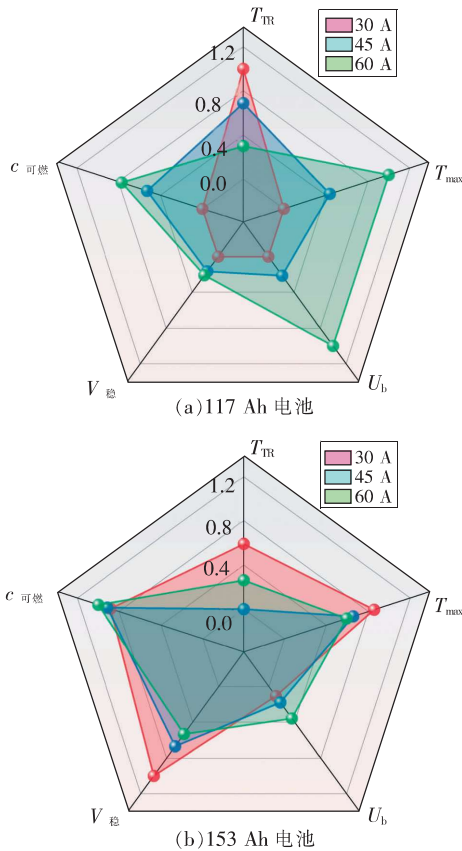 T_TR
30 A
45 A
60 A
1.2
0.8
0.4
0.0
c 可燃
T_max
V 稳
U_b
(a)117 Ah 电池
T_TR
30 A
45 A
60 A
1.2
0.8
0.4
0.0
c 可燃
T_max
V 稳
U_b
(b)153 Ah 电池